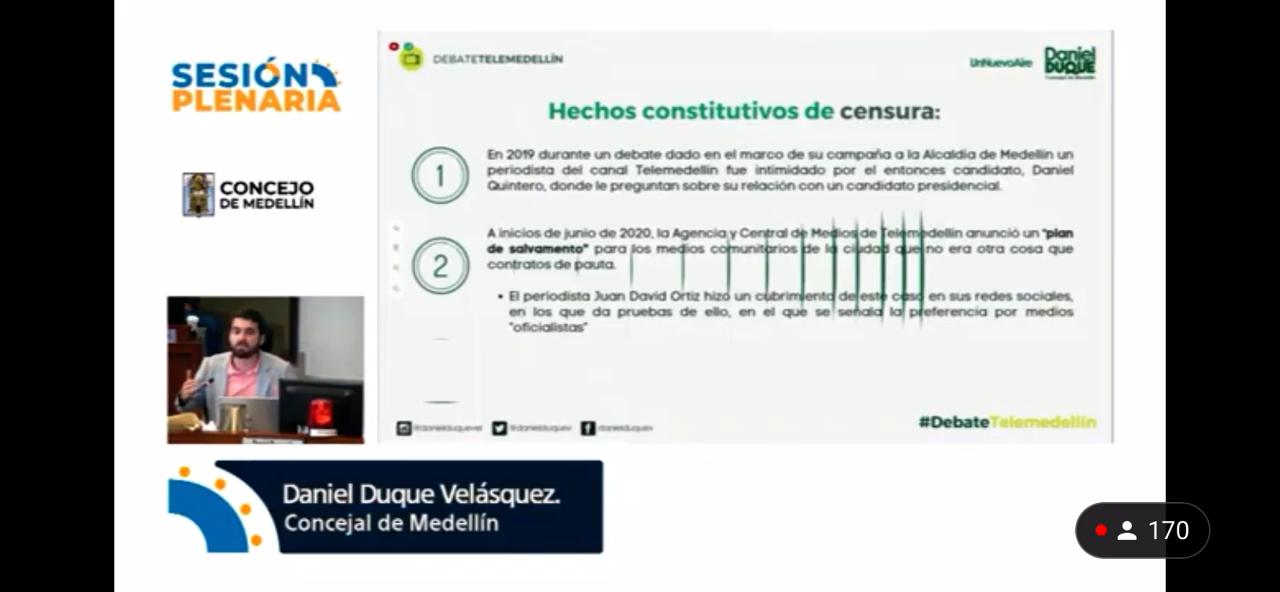 SESIÓN
PLENARIA
CONCEJO
DE MEDELLÍN
DEBATETELEMEDELLÍN
UnNuevoAire
Daniel
DUQUE
Hechos constitutivos de censura:
1
En 2019 durante un debate dado en el marco de su campaña a la Alcaldía de Medellín un
periodista del canal Telemedellín fue intimidado por el entonces candidato, Daniel
Quintero, donde le preguntan sobre su relación con un candidato presidencial.
2
A inicios de junio de 2020, la Agencia y Central de Medios de Telemedellín anunció un "plan
de salvamento" para los medios comunitarios de la ciudad que no era otra cosa que
contratos de pauta.
• El periodista Juan David Ortiz hizo un cubrimiento de este caso en sus redes sociales,
en los que da pruebas de ello, en el que se señala la preferencia por medios
"oficialistas"
@danielduquevel @danielduquev danielduquev
#DebateTelemedellín
Daniel Duque Velásquez.
Concejal de Medellín
170